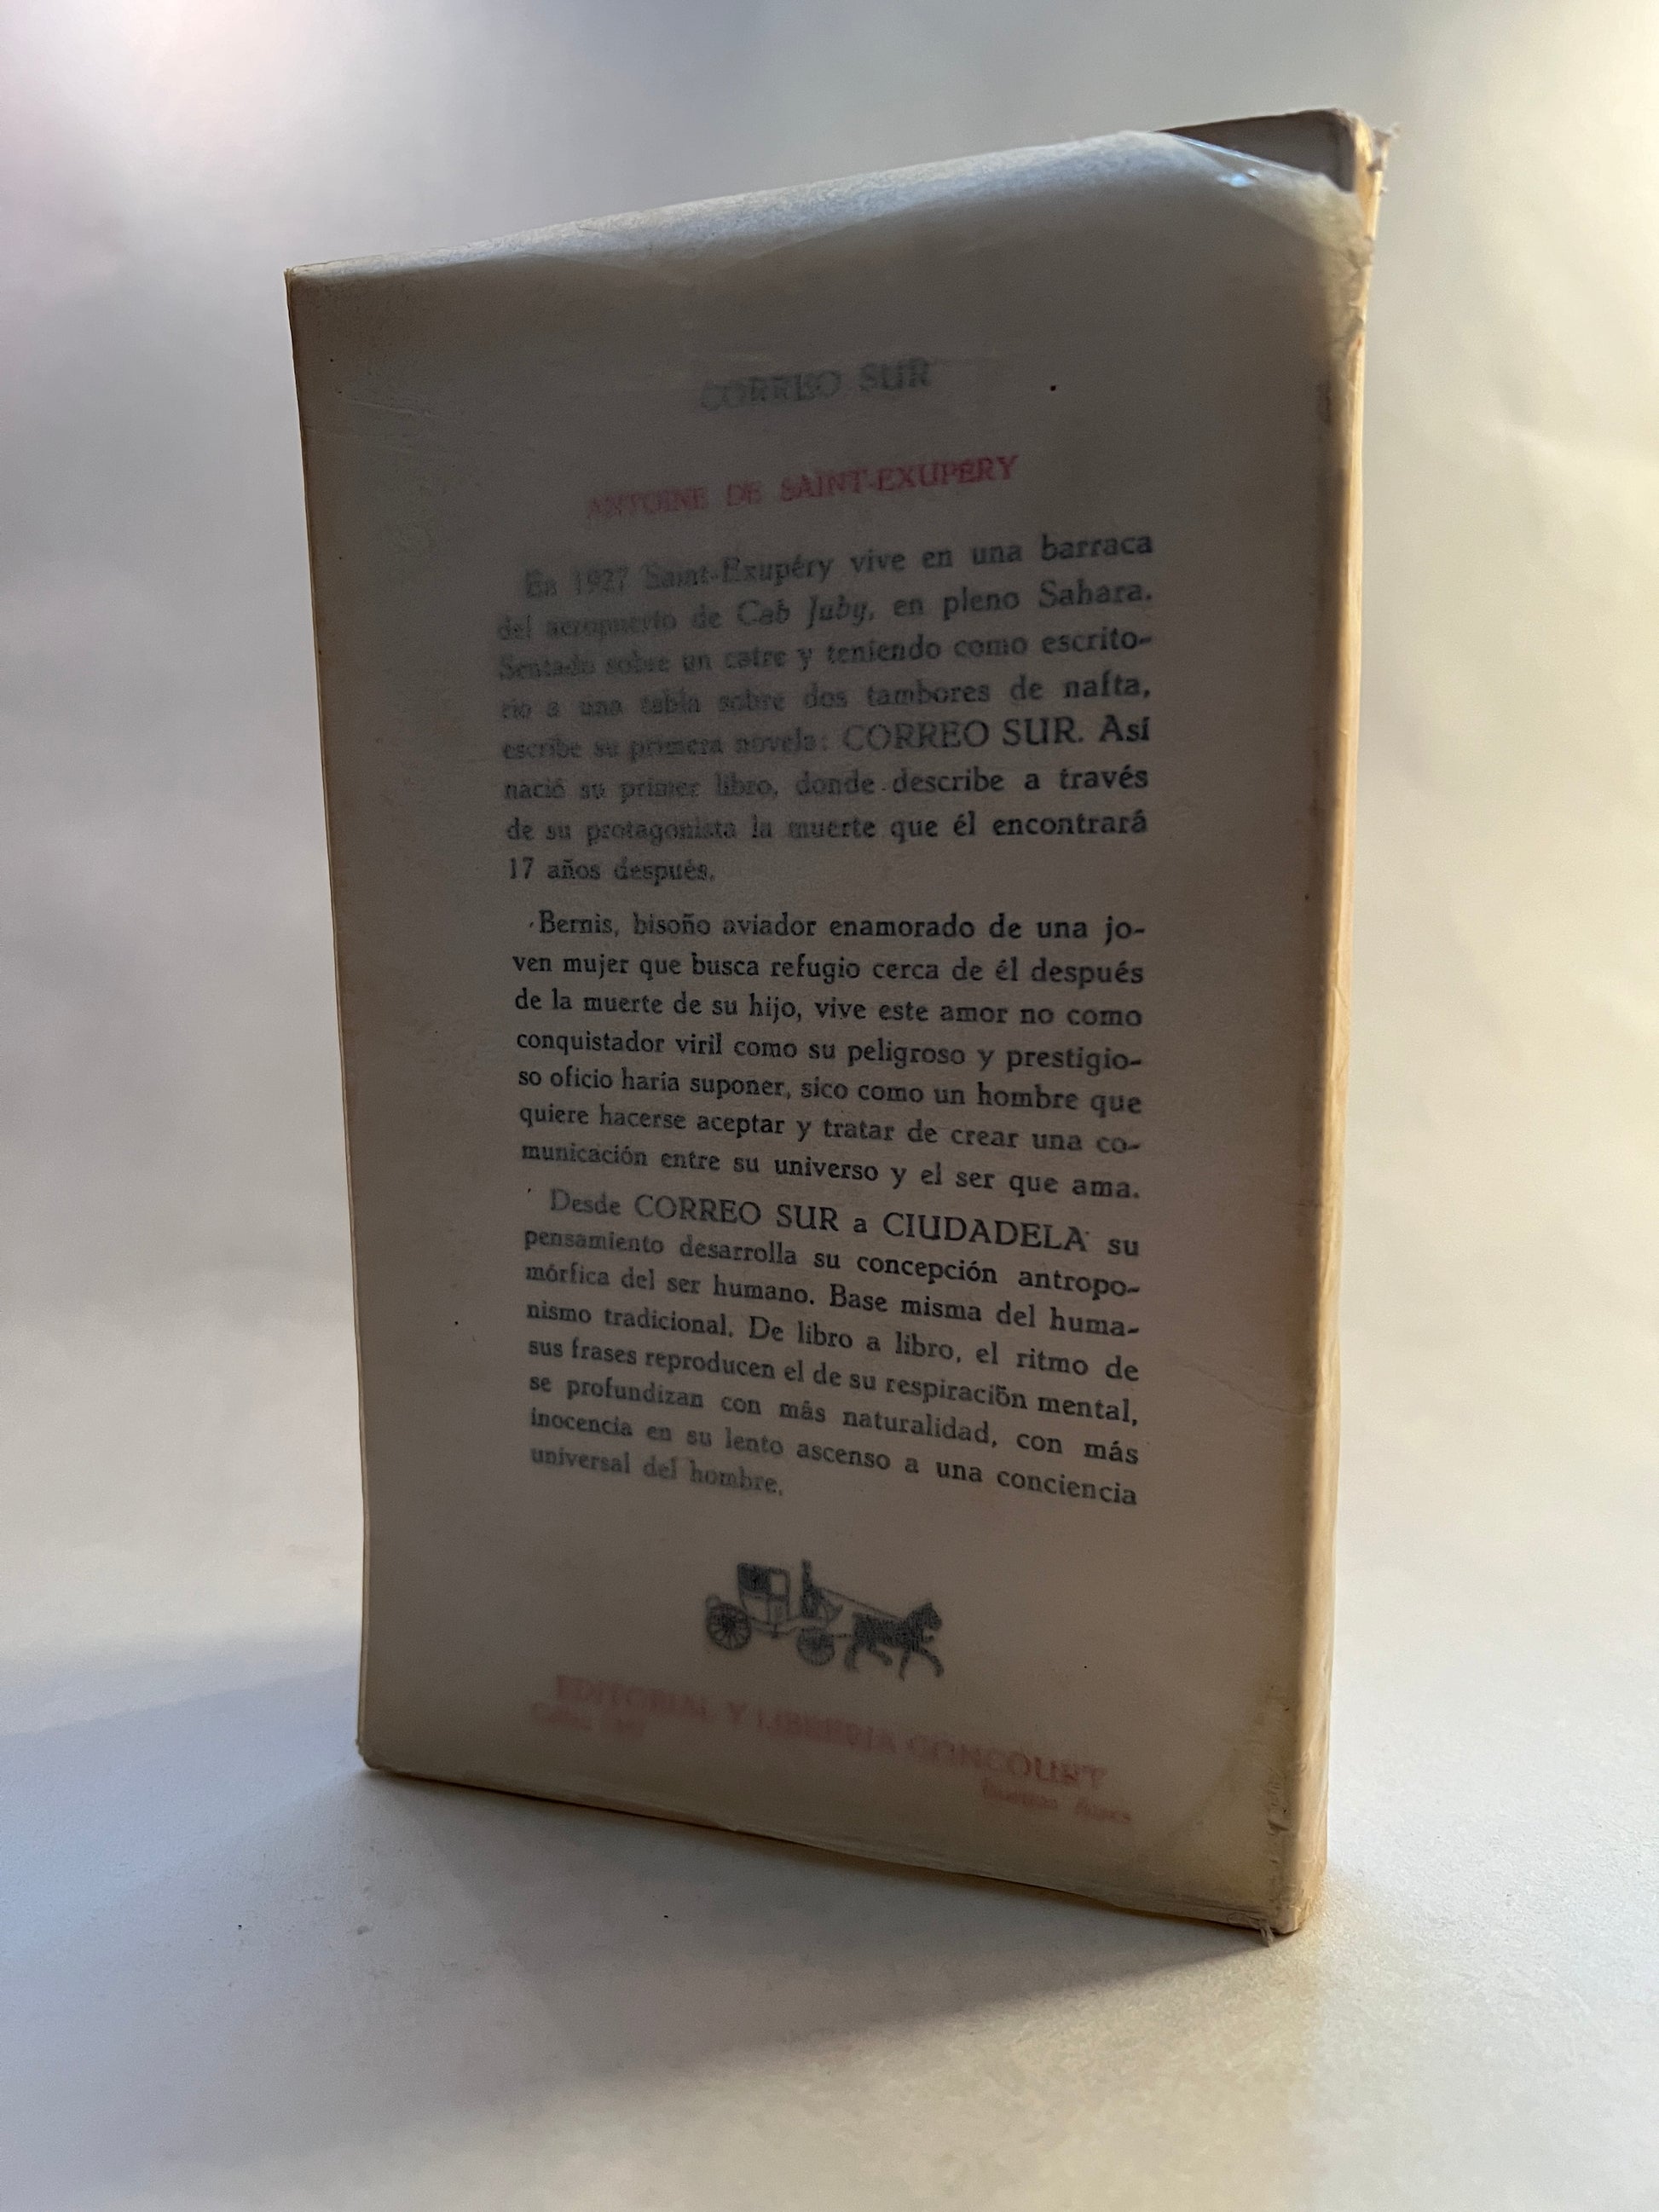 CORREO SUR
ANTOINE DE SAINT-EXUPÉRY
En 1927 Saint-Exupéry vive en una barraca
del aeropuerto de Cab Juby, en pleno Sahara.
Sentado sobre un catre y teniendo como escrito-
rio a una tabla sobre dos tambores de nafta,
escribe su primera novela: CORREO SUR. Así
nació su primer libro, donde describe a través
de su protagonista la muerte que él encontrará
17 años después.
Bernis, bisoño aviador enamorado de una jo-
ven mujer que busca refugio cerca de él después
de la muerte de su hijo, vive este amor no como
conquistador viril como su peligroso y prestigio-
so oficio haría suponer, sico como un hombre que
quiere hacerse aceptar y tratar de crear una co-
municación entre su universo y el ser que ama.
Desde CORREO SUR a CIUDADELA su
pensamiento desarrolla su concepción antropo-
mórfica del ser humano. Base misma del huma-
nismo tradicional. De libro a libro, el ritmo de
sus frases reproducen el de su respiración mental,
se profundizan con más naturalidad, con más
inocencia en su lento ascenso a una conciencia
universal del hombre.
EDITORIAL Y LIBRERIA GONCOURT
Buenos Aires